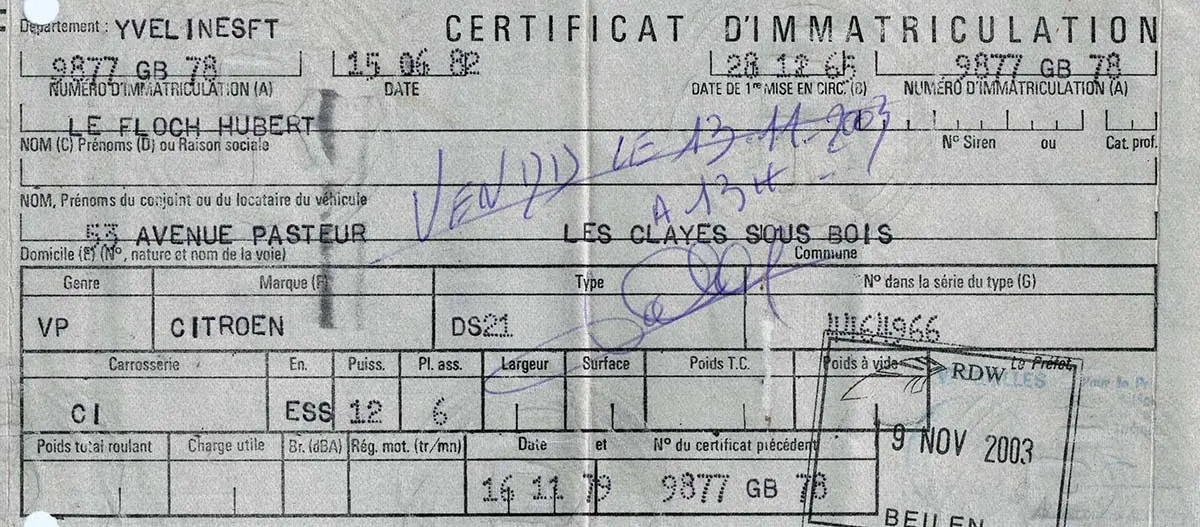 Département : YVELINESFT
CERTIFICAT D'IMMATRICULATION
9877 GB 78 15 06 82 28 12 65 9877 GB 78
NUMÉRO D'IMMATRICULATION (A) DATE DATE DE 1re MISE EN CIRC. (B) NUMÉRO D'IMMATRICULATION (A)
LE FLOCH HUBERT
NOM (C) Prénoms (D) ou Raison sociale N° Siren ou Cat. prof.
VENDU LE 13-11-2003
A 13H
NOM, Prénoms du conjoint ou du locataire du véhicule
53 AVENUE PASTEUR LES CLAYES SOUS BOIS
Domicile (E) (N°, nature et nom de la voie) Commune
Genre Marque (F) Type N° dans la série du type (G)
VP CITROEN DS21
Carrosserie En. Puiss. Pl. ass. Largeur Surface Poids T.C. Poids à vide Le Préfet,
RDW
CI ESS 12 6
Poids total roulant Charge utile Br. (dBA) Rég. mot. (tr/mn) Date et N° du certificat précédent
9 NOV 2003
16 11 79 9877 GB 78
BEILEN